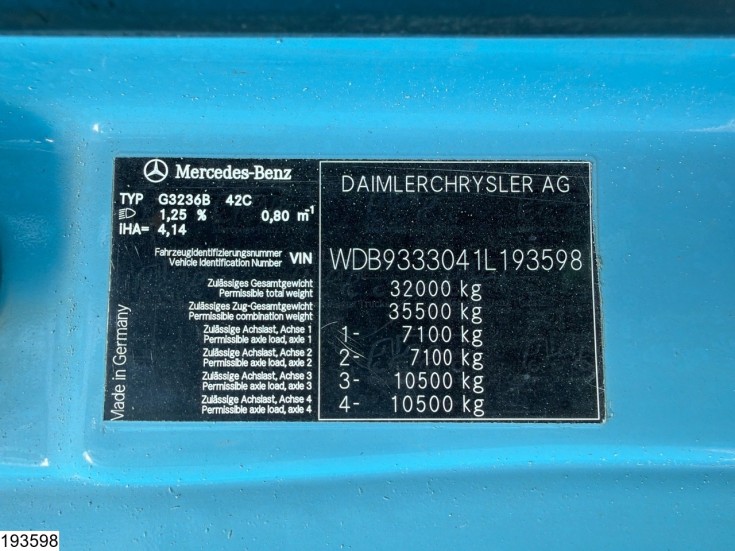 Mercedes-Benz
TYP G3236B 42C
1,25 % 0,80 m⁻¹
IHA= 4,14
Fahrzeugidentifizierungsnummer
Vehicle Identification Number VIN
Zulässiges Gesamtgewicht
Permissible total weight
Zulässiges Zug-Gesamtgewicht
Permissible combination weight
Zulässige Achslast, Achse 1
Permissible axle load, axle 1
Zulässige Achslast, Achse 2
Permissible axle load, axle 2
Zulässige Achslast, Achse 3
Permissible axle load, axle 3
Zulässige Achslast, Achse 4
Permissible axle load, axle 4
Made in Germany
DAIMLERCHRYSLER AG
WDB9333041L193598
32000 kg
35500 kg
1- 7100 kg
2- 7100 kg
3- 10500 kg
4- 10500 kg
193598